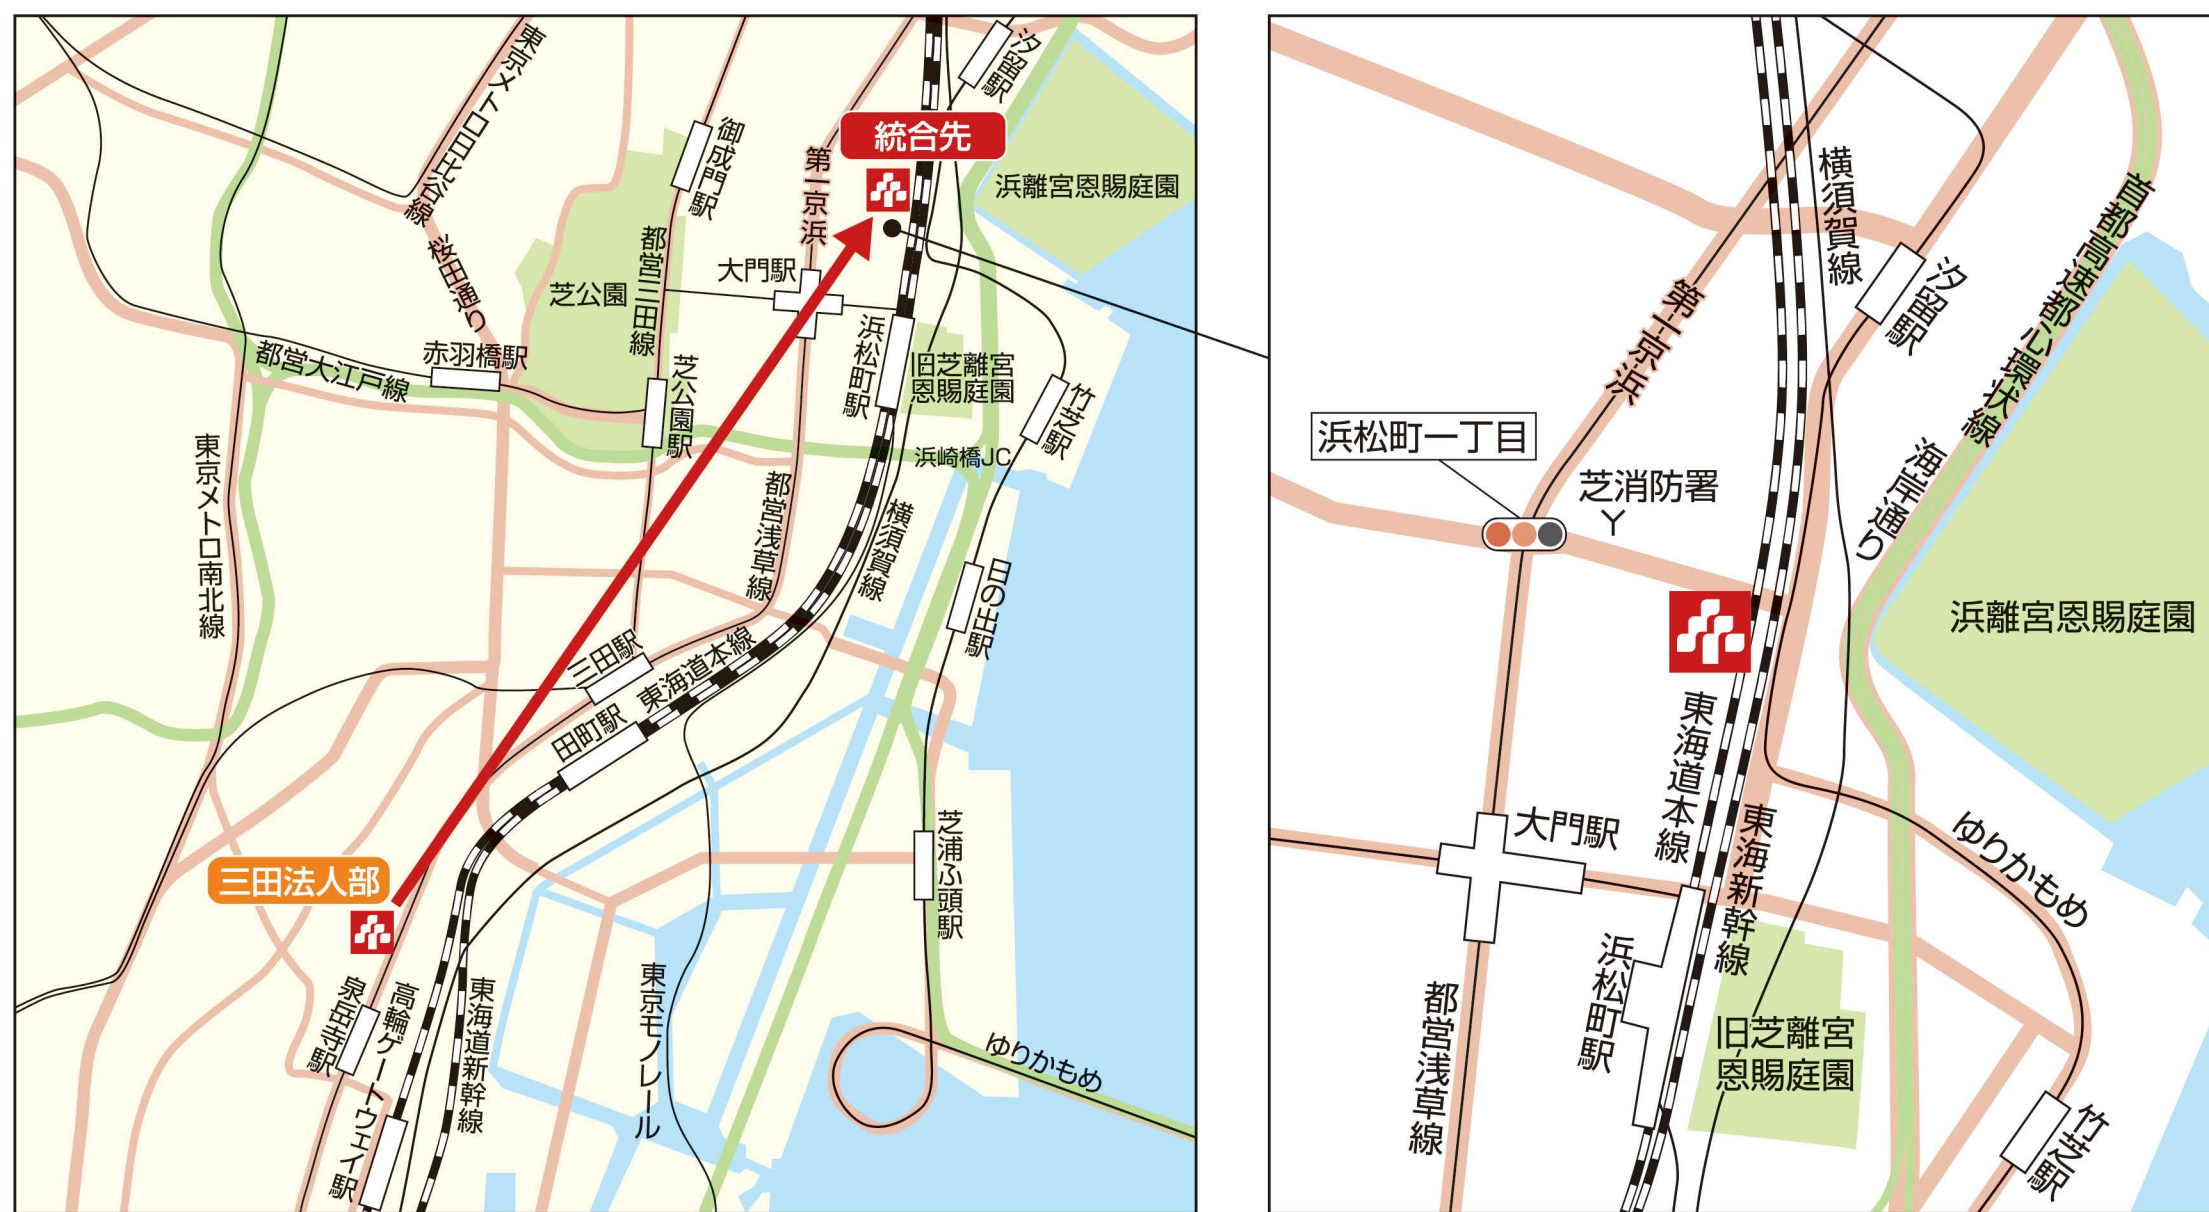 東京メトロ日比谷線
汐留駅
御成門駅
第一京浜
統合先
浜離宮恩賜庭園
桜田通り
都営三田線
大門駅
芝公園
浜松町駅
旧芝離宮
恩賜庭園
竹芝駅
都営大江戸線
赤羽橋駅
芝公園駅
浜崎橋JC
東京メトロ南北線
都営浅草線
横須賀線
日の出駅
三田駅
東海道本線
田町駅
芝浦ふ頭駅
三田法人部
泉岳寺駅
高輪ゲートウェイ駅
東海道新幹線
東京モノレール
ゆりかもめ
横須賀線
首都高速都心環状線
汐留駅
第一京浜
浜松町一丁目
芝消防署
海岸通り
浜離宮恩賜庭園
東海道本線
大門駅
東海新幹線
ゆりかもめ
浜松町駅
都営浅草線
旧芝離宮
恩賜庭園
竹芝駅